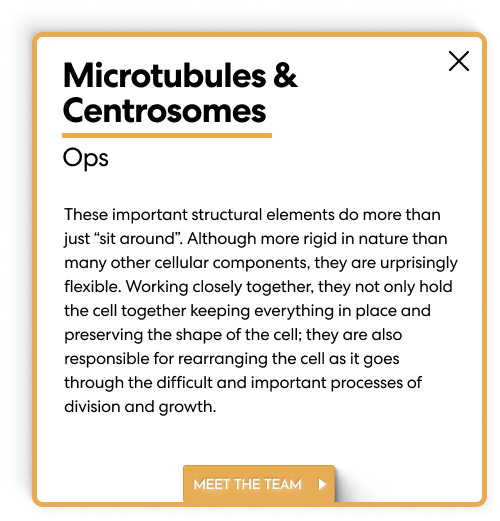 Microtubules &
Centrosomes
Ops
These important structural elements do more than
just “sit around”. Although more rigid in nature than
many other cellular components, they are urprisingly
flexible. Working closely together, they not only hold
the cell together keeping everything in place and
preserving the shape of the cell; they are also
responsible for rearranging the cell as it goes
through the difficult and important processes of
division and growth.
MEET THE TEAM